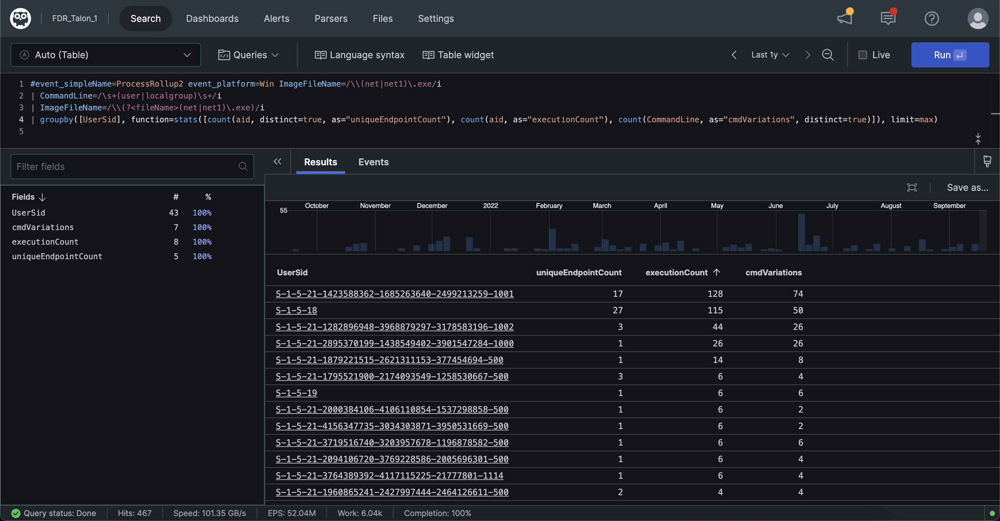 FDR_Talon_1
Search
Dashboards
Alerts
Parsers
Files
Settings
A Auto (Table)
Queries
Language syntax
Table widget
Last 1y
Live
Run
1 #event_simpleName=ProcessRollup2 event_platform=Win ImageFileName=/\\(net|net1)\.exe/i
2 | CommandLine=/\s+(user|localgroup)\s+/i
3 | ImageFileName=/\\(?<fileName>(net|net1)\.exe)/i
4 | groupby([UserSid], function=stats([count(aid, distinct=true, as="uniqueEndpointCount"), count(aid, as="executionCount"), count(CommandLine, as="cmdVariations", distinct=true)]), limit=max)
5
Filter fields
Results
Events
Save as...
Fields # %
UserSid 43 100%
cmdVariations 7 100%
executionCount 8 100%
uniqueEndpointCount 5 100%
October November December 2022 February March April May June July August September
55
UserSid uniqueEndpointCount executionCount cmdVariations
S-1-5-21-1423588362-1685263640-2499213259-1001 17 128 74
S-1-5-18 27 115 50
S-1-5-21-1282896948-3968879297-3178583196-1002 3 44 26
S-1-5-21-2895370199-1438549402-3901547284-1000 1 26 26
S-1-5-21-1879221515-2621311153-377454694-500 1 14 8
S-1-5-21-1795521900-2174093549-1258530667-500 3 6 4
S-1-5-19 1 6 6
S-1-5-21-2000384106-4106110854-1537298858-500 1 6 2
S-1-5-21-4156347735-3034303871-3950531669-500 1 6 2
S-1-5-21-3719516740-3203957678-1196878582-500 1 6 6
S-1-5-21-2094106720-3769228586-2005696301-500 1 6 4
S-1-5-21-3764389392-4117115225-21777801-1114 1 6 4
S-1-5-21-1960865241-2427997444-2464126611-500 2 4 4
Query status: Done
Hits: 467
Speed: 101.35 GB/s
EPS: 52.04M
Work: 6.04k
Completion: 100%